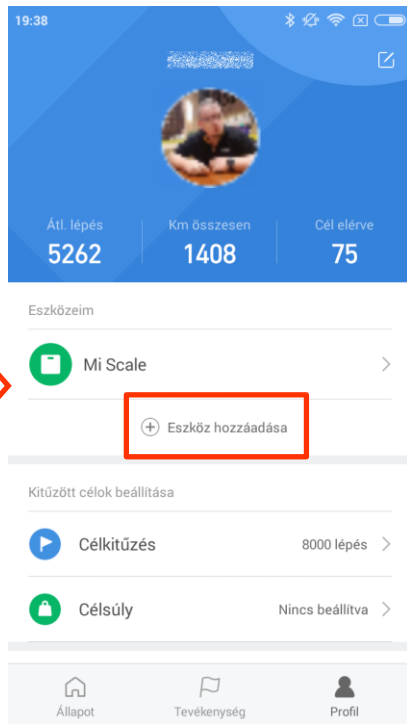 19:38
Átl. lépés Km összesen Cél elérve
5262 1408 75
Eszközeim
Mi Scale
Eszköz hozzáadása
Kitűzött célok beállítása
Célkitűzés 8000 lépés
Célsúly Nincs beállítva
Állapot Tevékenység Profil